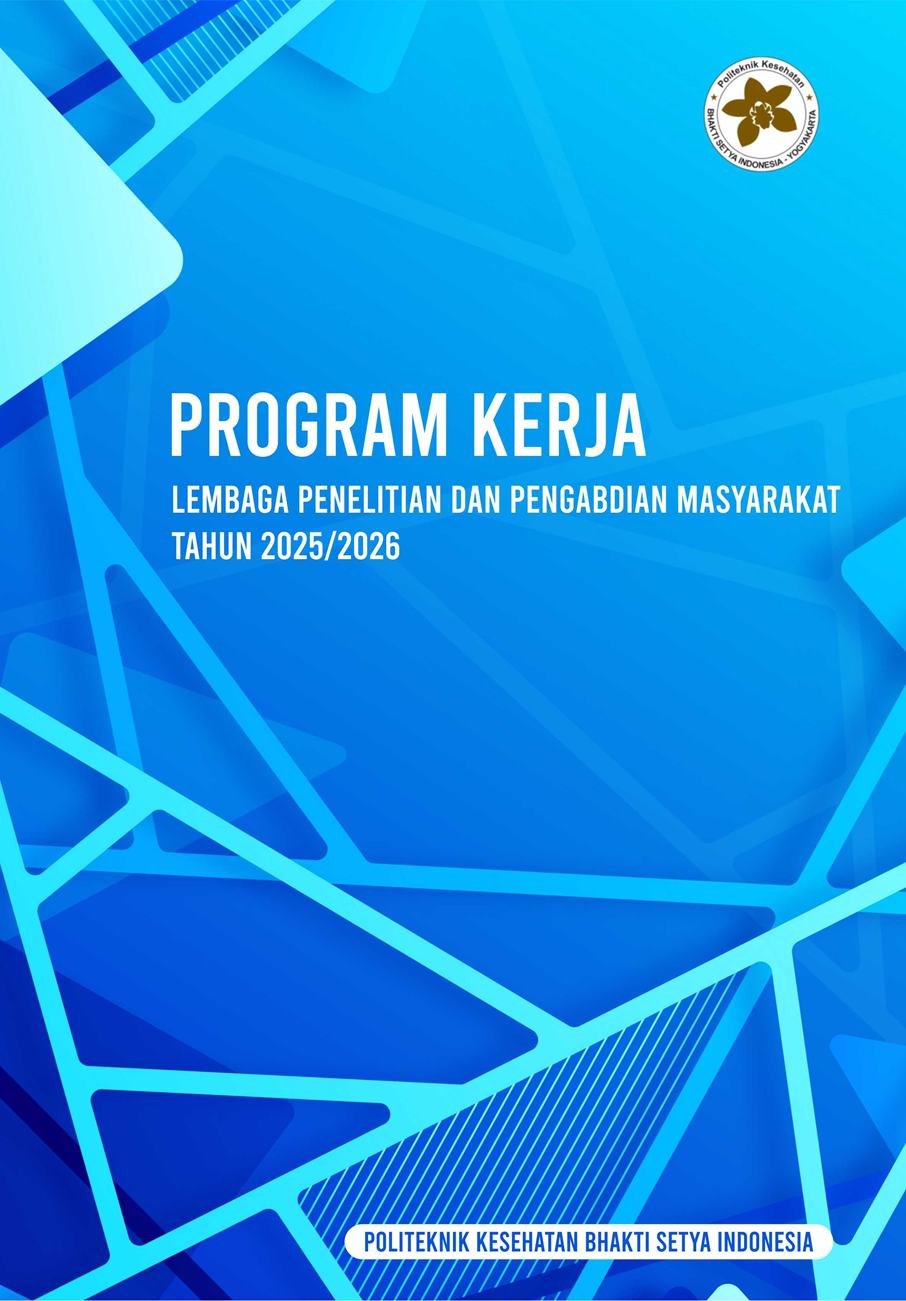 Politeknik Kesehatan
BHAKTI SETYA INDONESIA - YOGYAKARTA
PROGRAM KERJA
LEMBAGA PENELITIAN DAN PENGABDIAN MASYARAKAT
TAHUN 2025/2026
POLITEKNIK KESEHATAN BHAKTI SETYA INDONESIA